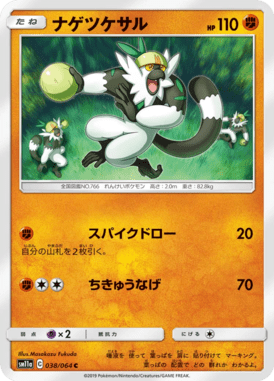 たね ナゲツケサル HP 110
全国図鑑No.766 れんけいポケモン 高さ:2.0m 重さ:82.8kg
スパイクドロー 20
自分の山札を2枚引く。
ちきゅうなげ 70
弱点 ×2 抵抗力 にげる
Illus. Masakazu Fukuda
sm11a C 038/064 C
©2019 Pokémon/Nintendo/Creatures/GAME FREAK.